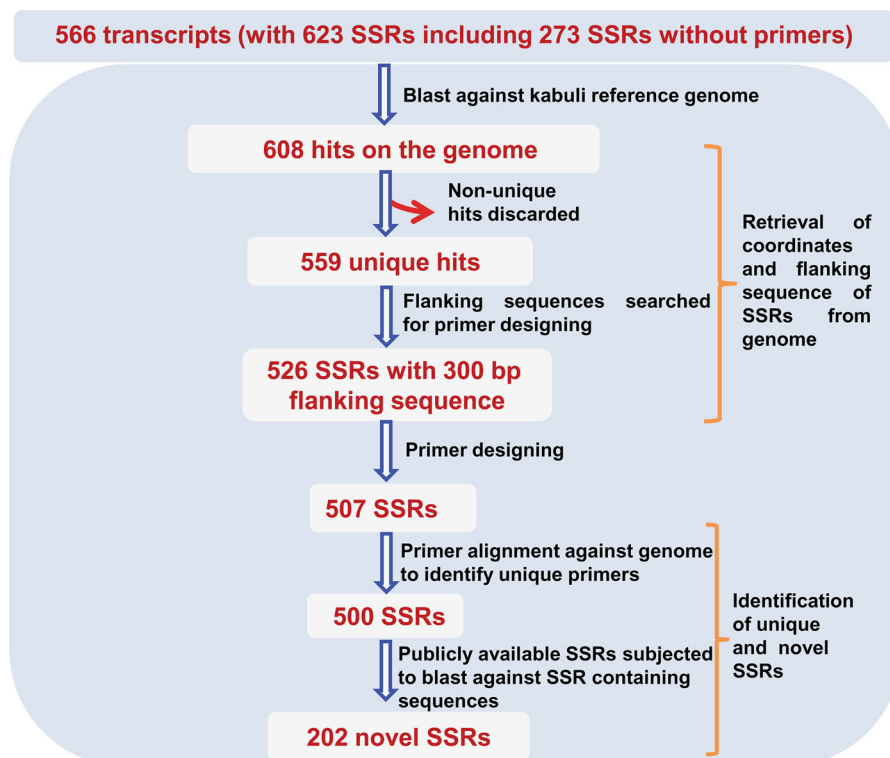 566 transcripts (with 623 SSRs including 273 SSRs without primers)
Blast against kabuli reference genome
608 hits on the genome
Non-unique
hits discarded
559 unique hits
Flanking sequences searched
for primer designing
526 SSRs with 300 bp
flanking sequence
Retrieval of
coordinates
and flanking
sequence of
SSRs from
genome
Primer designing
507 SSRs
Primer alignment against genome
to identify unique primers
500 SSRs
Publicly available SSRs subjected
to blast against SSR containing
sequences
202 novel SSRs
Identification
of unique
and novel
SSRs